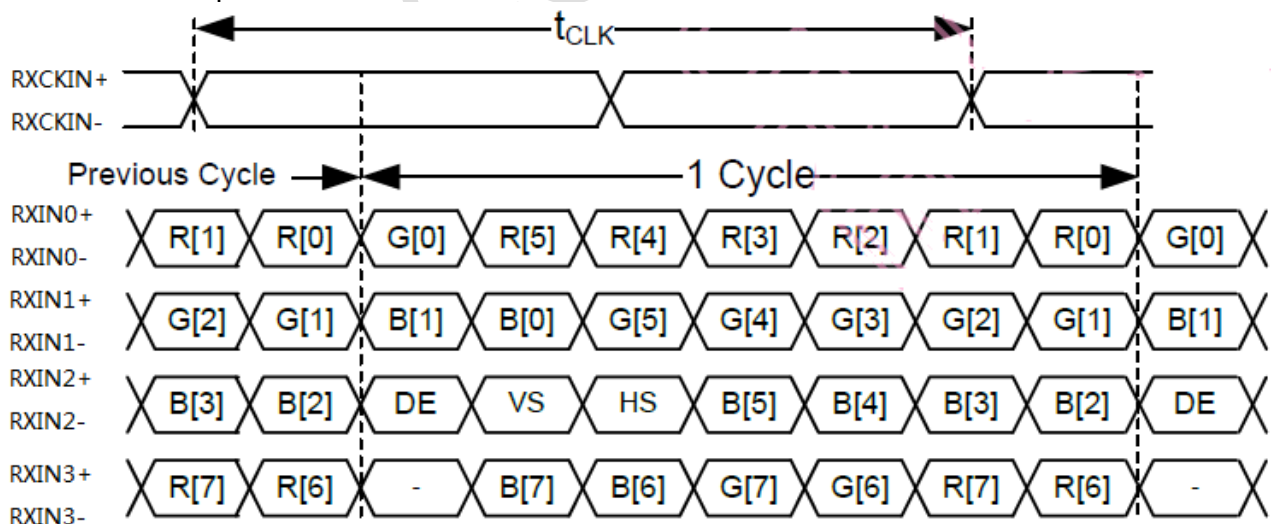 tCLK
RXCKIN+
RXCKIN-
Previous Cycle
1 Cycle
RXIN0+
R[1] R[0] G[0] R[5] R[4] R[3] R[2] R[1] R[0] G[0]
RXIN0-
RXIN1+
G[2] G[1] B[1] B[0] G[5] G[4] G[3] G[2] G[1] B[1]
RXIN1-
RXIN2+
B[3] B[2] DE VS HS B[5] B[4] B[3] B[2] DE
RXIN2-
RXIN3+
R[7] R[6] - B[7] B[6] G[7] G[6] R[7] R[6] -
RXIN3-